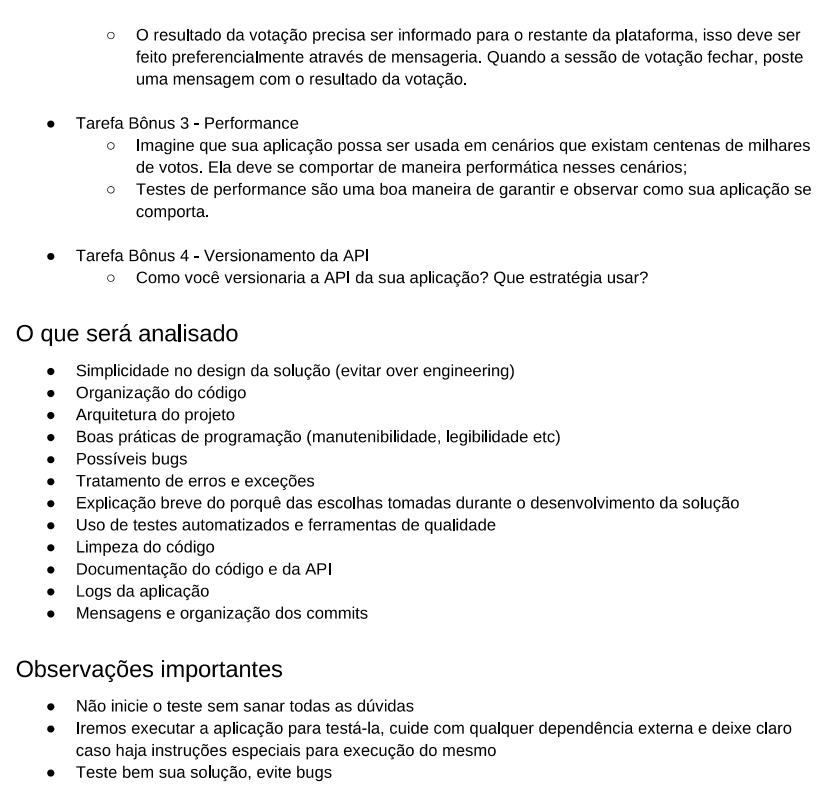 ○ O resultado da votação precisa ser informado para o restante da plataforma, isso deve ser
feito preferencialmente através de mensageria. Quando a sessão de votação fechar, poste
uma mensagem com o resultado da votação.
● Tarefa Bônus 3 - Performance
○ Imagine que sua aplicação possa ser usada em cenários que existam centenas de milhares
de votos. Ela deve se comportar de maneira performática nesses cenários;
○ Testes de performance são uma boa maneira de garantir e observar como sua aplicação se
comporta.
● Tarefa Bônus 4 - Versionamento da API
○ Como você versionaria a API da sua aplicação? Que estratégia usar?
O que será analisado
● Simplicidade no design da solução (evitar over engineering)
● Organização do código
● Arquitetura do projeto
● Boas práticas de programação (manutenibilidade, legibilidade etc)
● Possíveis bugs
● Tratamento de erros e exceções
● Explicação breve do porquê das escolhas tomadas durante o desenvolvimento da solução
● Uso de testes automatizados e ferramentas de qualidade
● Limpeza do código
● Documentação do código e da API
● Logs da aplicação
● Mensagens e organização dos commits
Observações importantes
● Não inicie o teste sem sanar todas as dúvidas
● Iremos executar a aplicação para testá-la, cuide com qualquer dependência externa e deixe claro
caso haja instruções especiais para execução do mesmo
● Teste bem sua solução, evite bugs